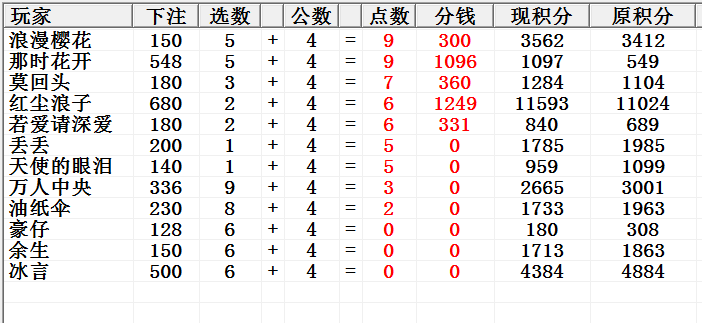 玩家 下注 选数 + 公数 = 点数 分钱 现积分 原积分
浪漫樱花 150 5 + 4 = 9 300 3562 3412
那时花开 548 5 + 4 = 9 1096 1097 549
莫回头 180 3 + 4 = 7 360 1284 1104
红尘浪子 680 2 + 4 = 6 1249 11593 11024
若爱请深爱 180 2 + 4 = 6 331 840 689
丢丢 200 1 + 4 = 5 0 1785 1985
天使的眼泪 140 1 + 4 = 5 0 959 1099
万人中央 336 9 + 4 = 3 0 2665 3001
油纸伞 230 8 + 4 = 2 0 1733 1963
豪仔 128 6 + 4 = 0 0 180 308
余生 150 6 + 4 = 0 0 1713 1863
冰言 500 6 + 4 = 0 0 4384 4884